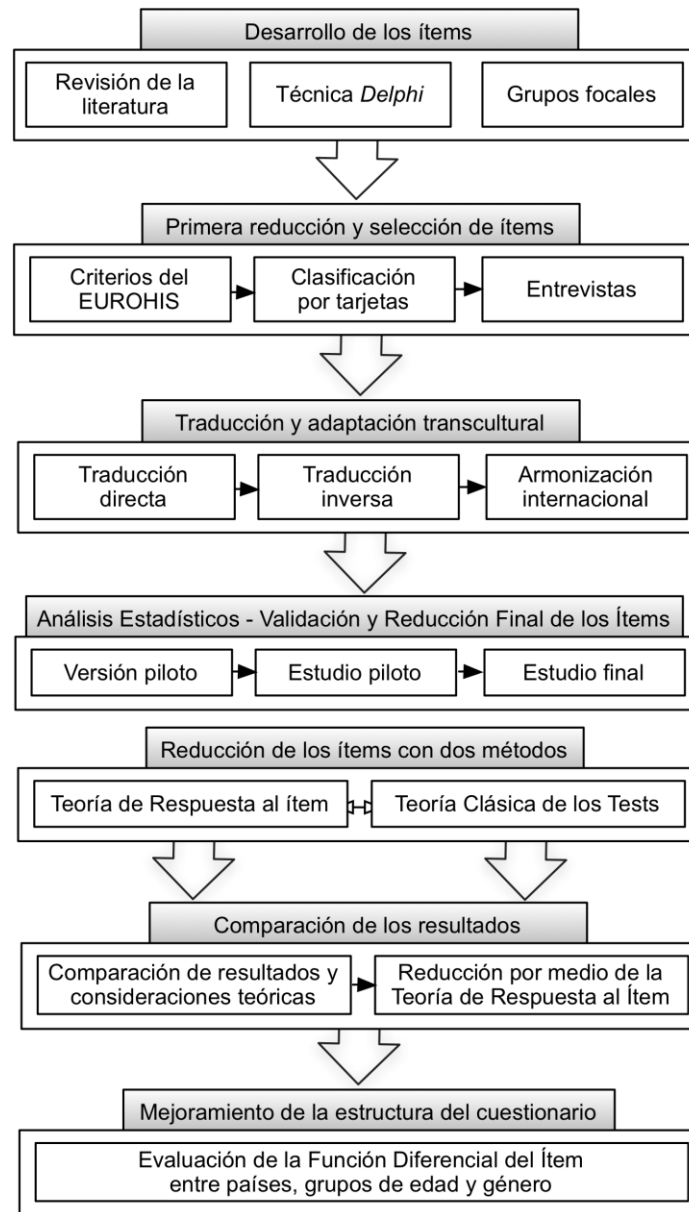 Desarrollo de los ítems
Revisión de la
literatura
Técnica Delphi
Grupos focales
Primera reducción y selección de ítems
Criterios del
EUROHIS
Clasificación
por tarjetas
Entrevistas
Traducción y adaptación transcultural
Traducción
directa
Traducción
inversa
Armonización
internacional
Análisis Estadísticos - Validación y Reducción Final de los Ítems
Versión piloto
Estudio piloto
Estudio final
Reducción de los ítems con dos métodos
Teoría de Respuesta al ítem
Teoría Clásica de los Tests
Comparación de los resultados
Comparación de resultados y
consideraciones teóricas
Reducción por medio de la
Teoría de Respuesta al Ítem
Mejoramiento de la estructura del cuestionario
Evaluación de la Función Diferencial del Ítem
entre países, grupos de edad y género